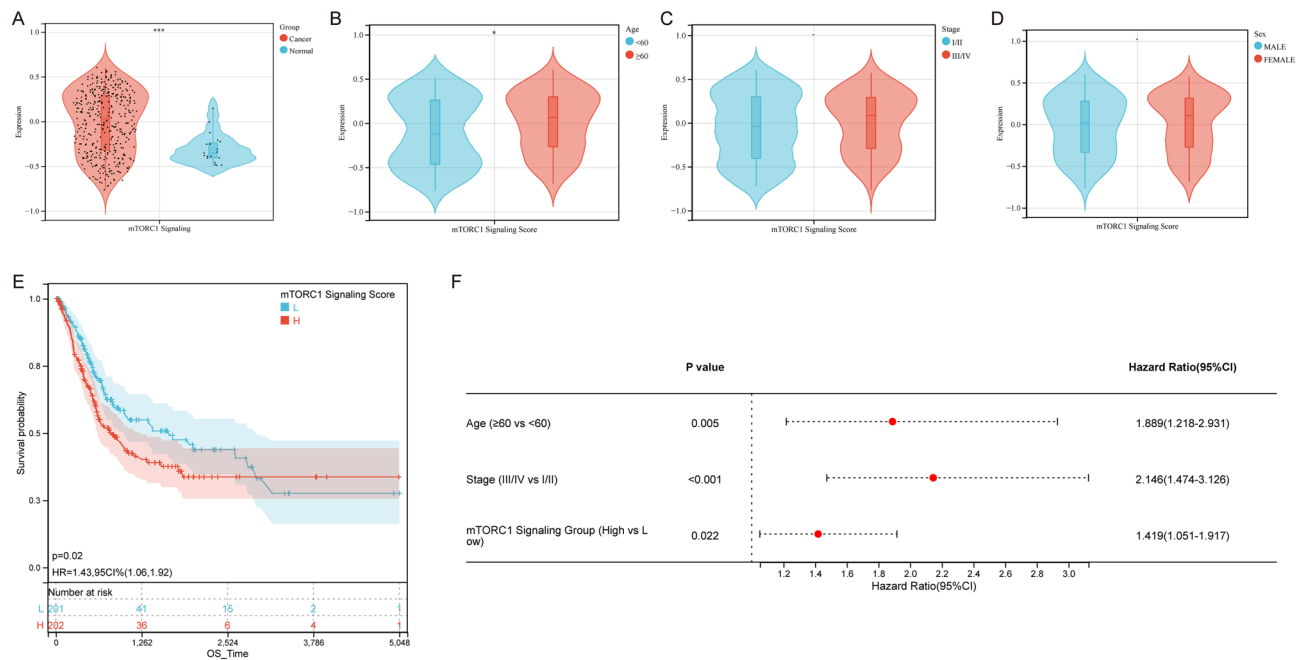 A
***
Group
Cancer
Normal
Expression
1.0
0.5
0.0
−0.5
−1.0
mTORC1 Signaling
B
*
Age
<60
≥60
Expression
1.0
0.5
0.0
−0.5
−1.0
mTORC1 Signaling Score
C
-
Stage
I/II
III/IV
Expression
1.0
0.5
0.0
−0.5
−1.0
mTORC1 Signaling Score
D
-
Sex
MALE
FEMALE
Expression
1.0
0.5
0.0
−0.5
−1.0
mTORC1 Signaling Score
E
mTORC1 Signaling Score
L
H
Survival probability
1.0
0.8
0.5
0.3
0.0
p=0.02
HR=1.43,95CI%(1.06,1.92)
Number at risk
L 201 41 15 2 1
H 202 36 6 4 1
0 1,262 2,524 3,786 5,048
OS_Time
F
P value Hazard Ratio(95%CI)
Age (≥60 vs <60) 0.005 1.889(1.218-2.931)
Stage (III/IV vs I/II) <0.001 2.146(1.474-3.126)
mTORC1 Signaling Group (High vs L
ow) 0.022 1.419(1.051-1.917)
1.2 1.4 1.6 1.8 2.0 2.2 2.4 2.6 2.8 3.0
Hazard Ratio(95%CI)